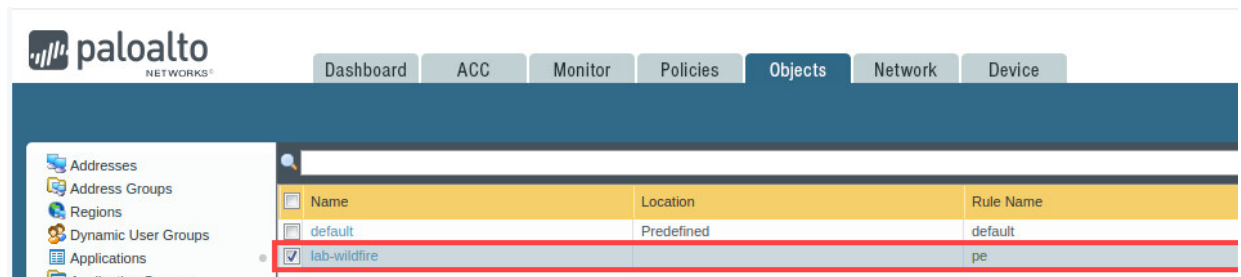 paloalto
NETWORKS®
Dashboard ACC Monitor Policies Objects Network Device
Addresses
Address Groups
Regions
Dynamic User Groups
Applications
Name Location Rule Name
default Predefined default
lab-wildfire pe